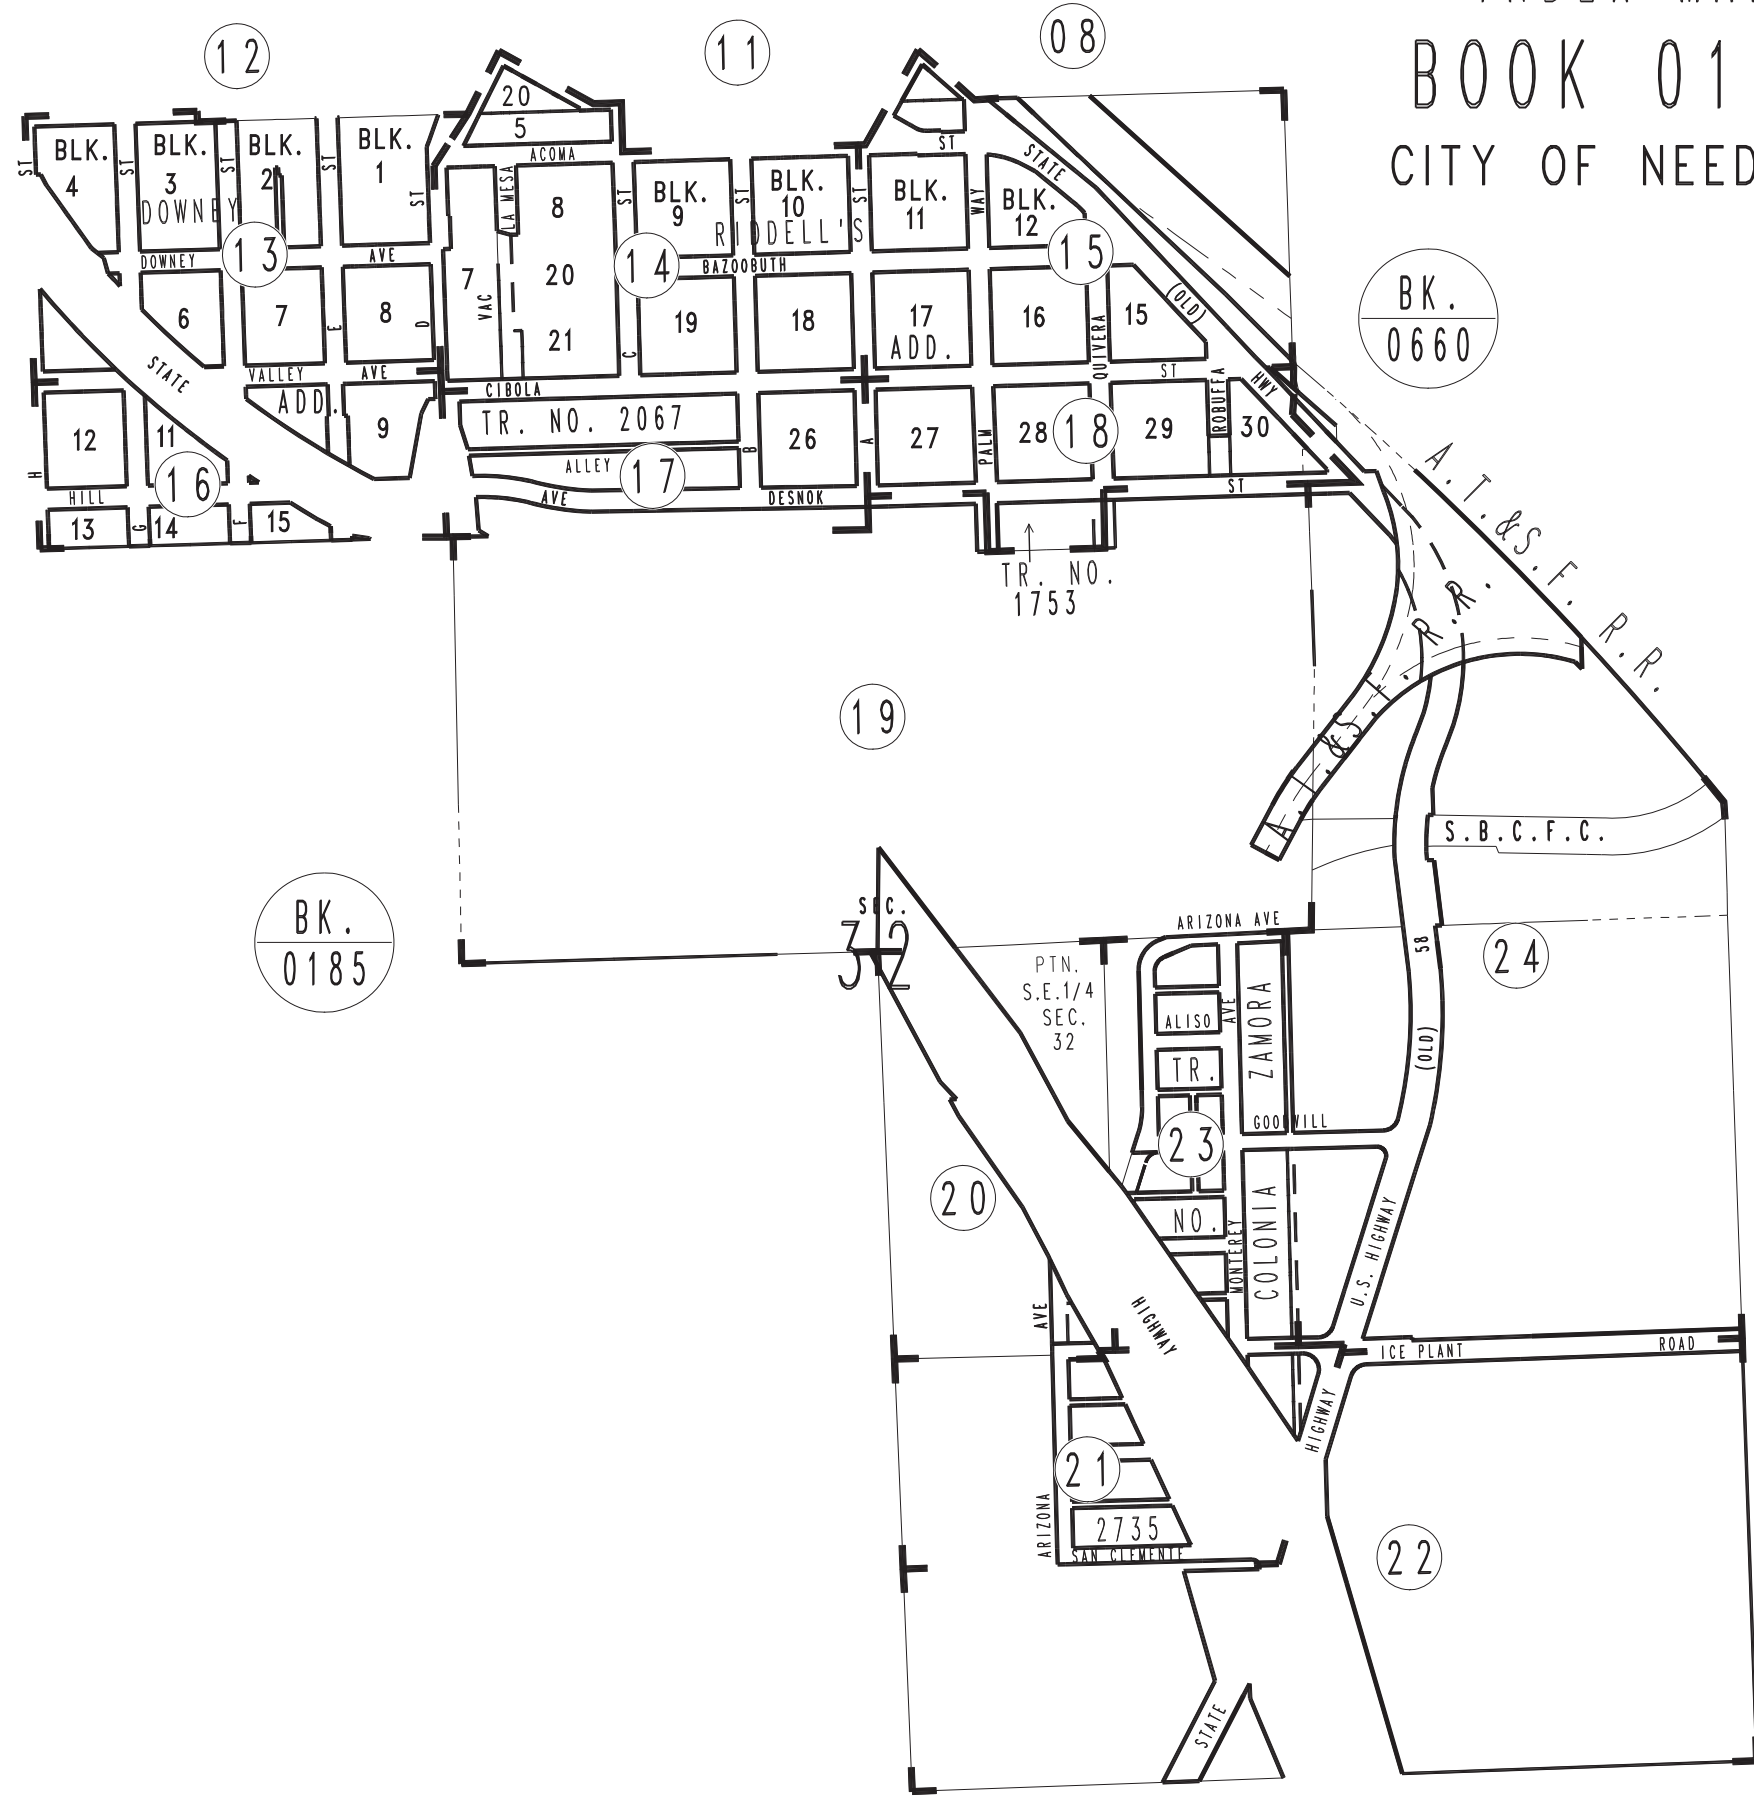 BOOK 01
CITY OF NEED
12
11
08
20
5
ACOMA
ST
STATE
BLK.
4
BLK.
3
BLK.
2
BLK.
1
ST
ST
ST
ST
ST
DOWNEY
13
DOWNEY
AVE
LA MESA
8
ST
BLK.
9
ST
BLK.
10
ST
BLK.
11
WAY
BLK.
12
RIDDELL'S
14
15
BAZOOBUTH
7
VAC
20
21
C
19
18
17
ADD.
16
QUIVERA
15
(OLD)
HWY
6
7
E
8
D
STATE
VALLEY
AVE
ADD.
CIBOLA
ST
ROBUFFA
TR. NO. 2067
ALLEY
17
B
26
A
27
PALM
28
18
29
30
12
11
9
H
HILL
16
13
G
14
F
15
AVE
DESNOK
ST
TR. NO.
1753
BK.
0660
A.T.&S.F. R.R.
R.R.
19
S.B.C.F.C.
BK.
0185
SEC.
32
ARIZONA AVE
PTN.
S.E.1/4
SEC.
32
58
(OLD)
24
ALISO
AVE
ZAMORA
TR.
GOODWILL
23
20
NO.
MONTEREY
COLONIA
U.S. HIGHWAY
AVE
HIGHWAY
ICE PLANT
ROAD
HIGHWAY
21
ARIZONA
2735
SAN CLEMENTE
22
STATE